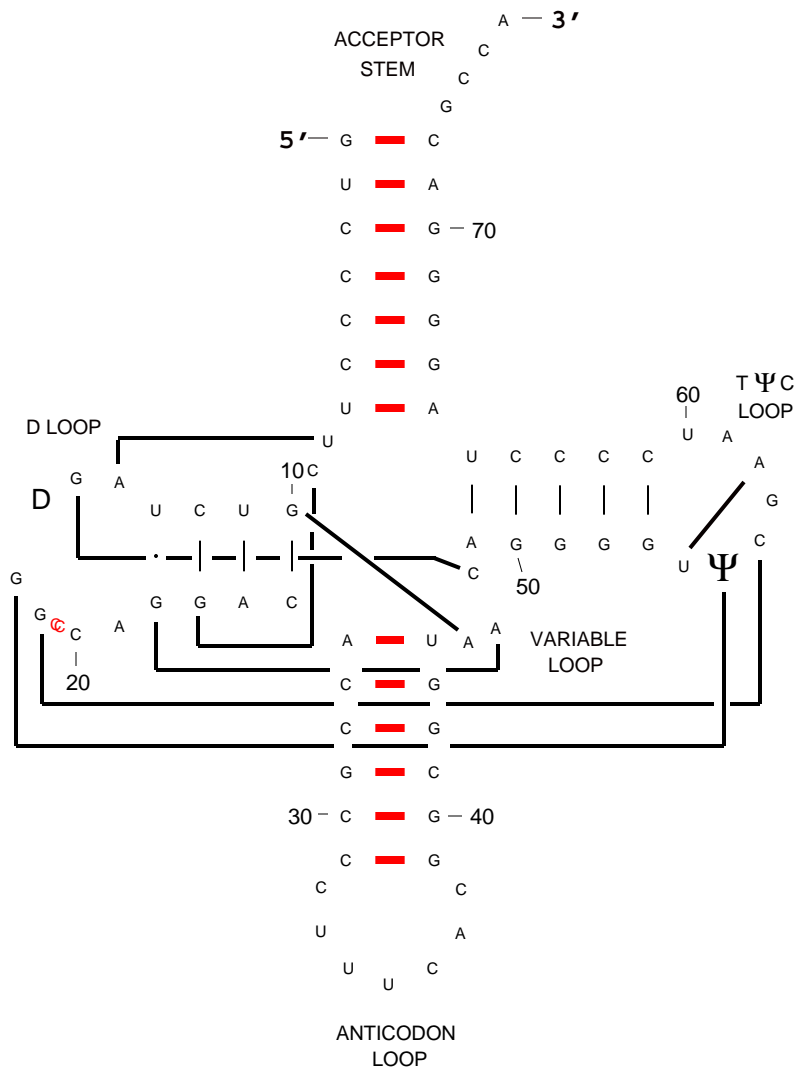 A — 3'
ACCEPTOR
C
STEM
C
G
5' — G C
U A
C G — 70
C G
C G
C G
U A
T Ψ C
60
LOOP
D LOOP
U A
U
U C C C C
A
10 C
G A
D
G
U C U G
A G G G G
C
U Ψ
C
50
G
G A G C A C
G C C C
A U A A
VARIABLE
LOOP
20
C G
C G
G C
30 — C G — 40
C G
C C
U A
U U C
ANTICODON
LOOP